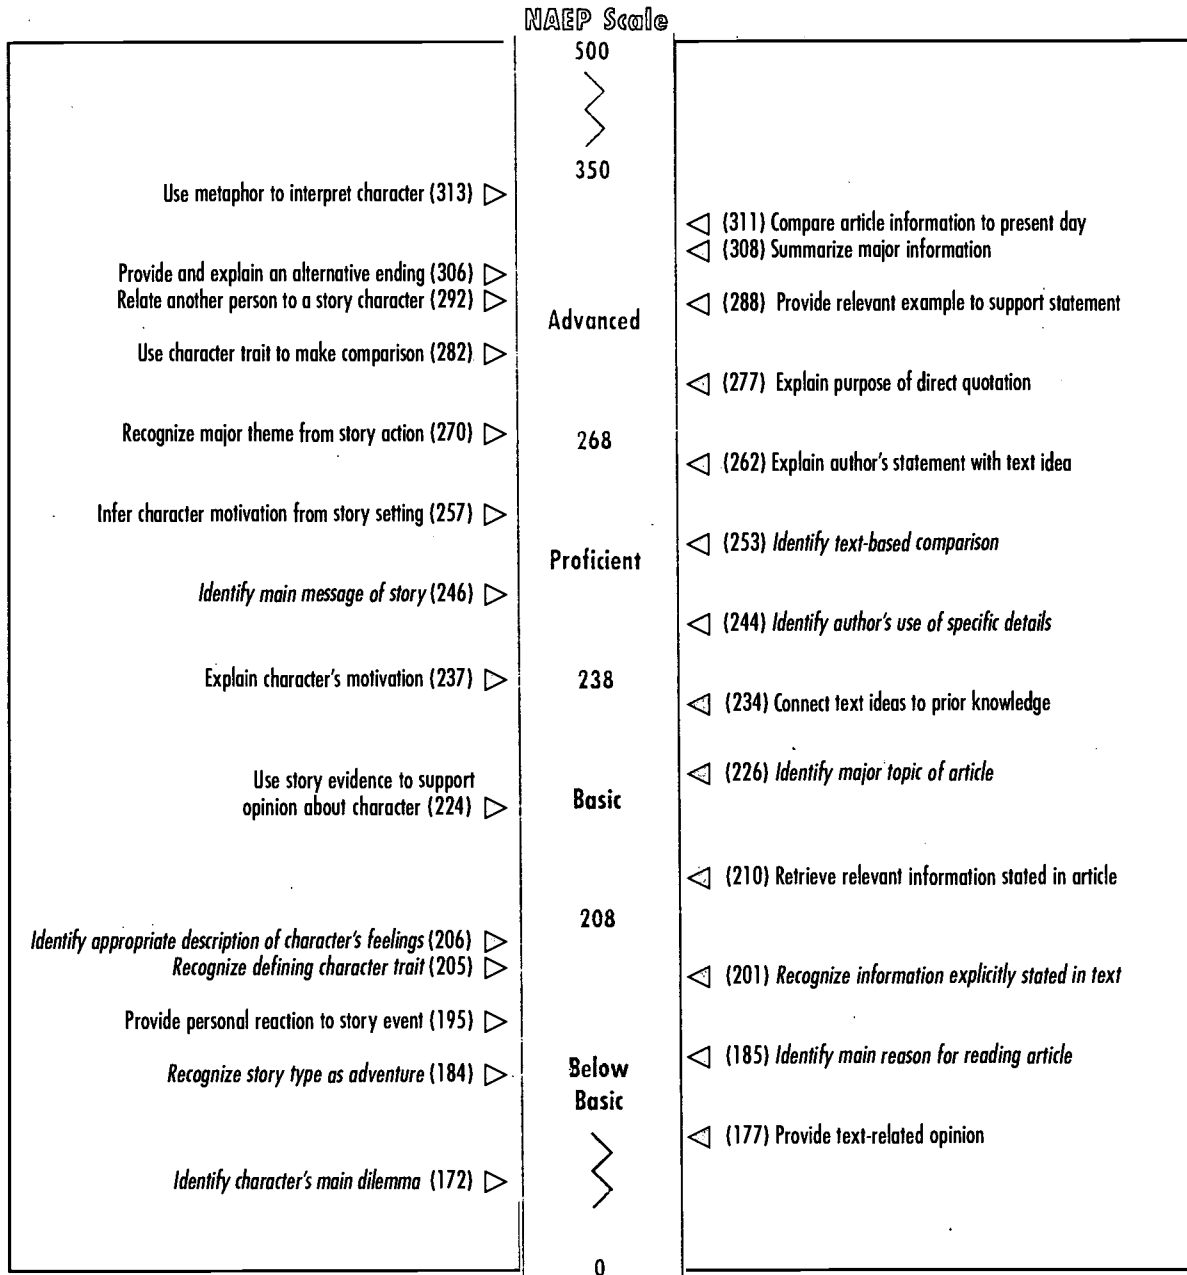 NAEP Scale
500
350
Use metaphor to interpret character (313)
(311) Compare article information to present day
(308) Summarize major information
Provide and explain an alternative ending (306)
Relate another person to a story character (292)
(288) Provide relevant example to support statement
Advanced
Use character trait to make comparison (282)
(277) Explain purpose of direct quotation
Recognize major theme from story action (270)
268
(262) Explain author's statement with text idea
Infer character motivation from story setting (257)
(253) Identify text-based comparison
Proficient
Identify main message of story (246)
(244) Identify author's use of specific details
Explain character's motivation (237)
238
(234) Connect text ideas to prior knowledge
(226) Identify major topic of article
Use story evidence to support
opinion about character (224)
Basic
(210) Retrieve relevant information stated in article
208
Identify appropriate description of character's feelings (206)
Recognize defining character trait (205)
(201) Recognize information explicitly stated in text
Provide personal reaction to story event (195)
(185) Identify main reason for reading article
Recognize story type as adventure (184)
Below
Basic
(177) Provide text-related opinion
Identify character's main dilemma (172)
0